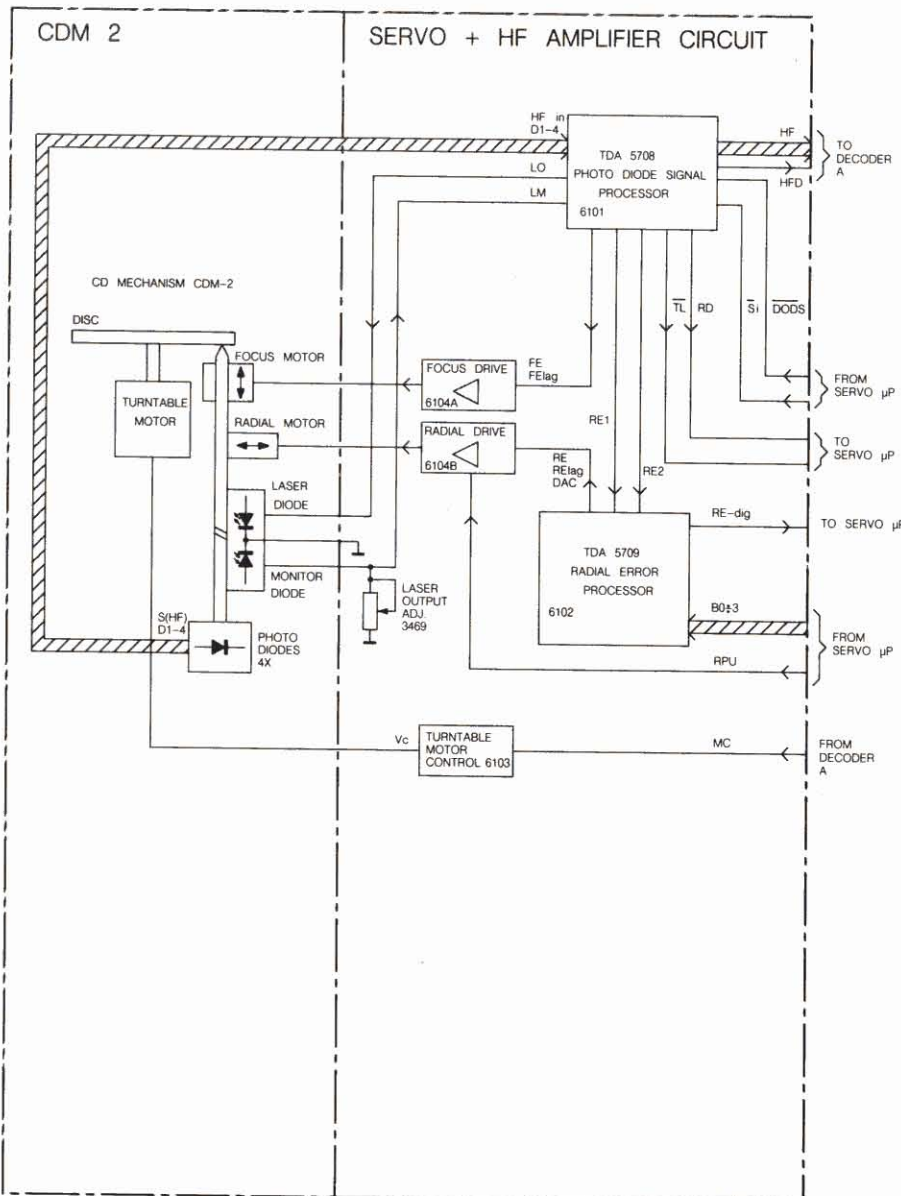 CDM 2
SERVO + HF AMPLIFIER CIRCUIT
HF in
D1-4
LO
LM
TDA 5708
PHOTO DIODE SIGNAL
PROCESSOR
6101
HF
HFD
TO
DECODER
A
CD MECHANISM CDM-2
DISC
FOCUS MOTOR
TURNTABLE
MOTOR
RADIAL MOTOR
LASER
DIODE
MONITOR
DIODE
S(HF)
D1-4
PHOTO
DIODES
4X
LASER
OUTPUT
ADJ.
3469
FOCUS DRIVE
6104A
FE
FElag
RADIAL DRIVE
6104B
RE
RElag
DAC
RE1
RE2
TL
RD
Si
DODS
FROM
SERVO µP
TO
SERVO µP
RE-dig
TO SERVO µP
TDA 5709
RADIAL ERROR
PROCESSOR
6102
B0÷3
RPU
FROM
SERVO µP
Vc
TURNTABLE
MOTOR
CONTROL 6103
MC
FROM
DECODER
A